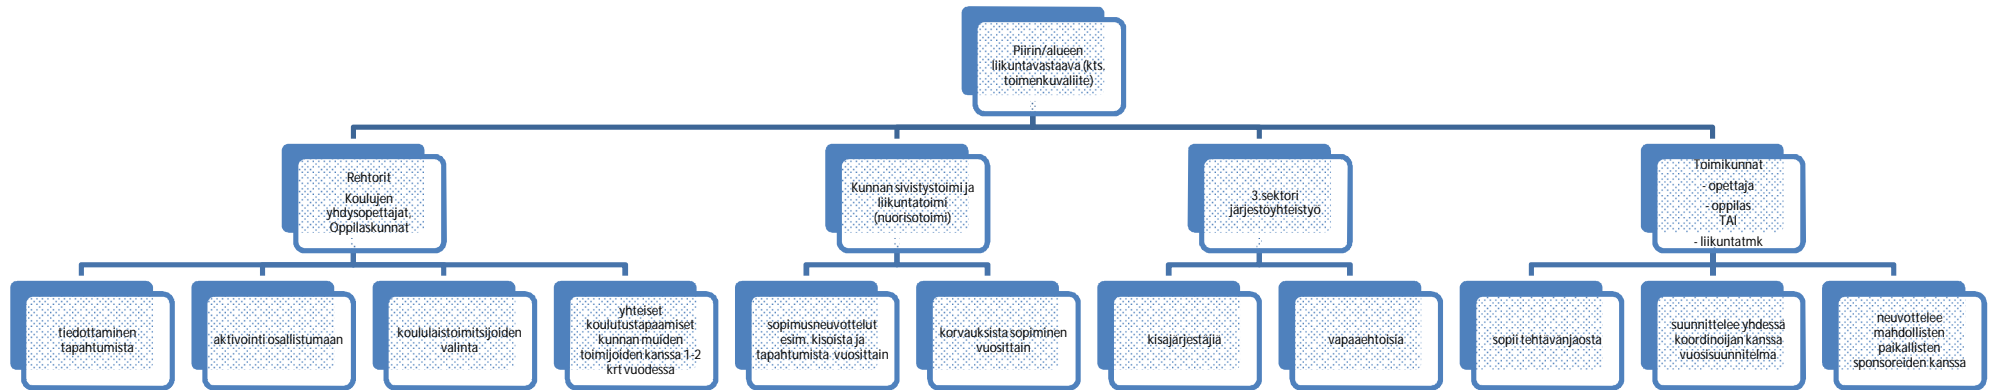 Piirin/alueen
liikuntavastaava (kts.
toimenkuvaliite)
Rehtorit
Koulujen
yhdysopettajat,
Oppilaskunnat
Kunnan sivistystoimi ja
liikuntatoimi
(nuorisotoimi)
3.sektori
järjestöyhteistyö
Toimikunnat
- opettaja
- oppilas
TAI
- liikuntatmk
tiedottaminen
tapahtumista
aktivointi osallistumaan
koululaistoimitsijoiden
valinta
yhteiset
koulutustapaamiset
kunnan muiden
toimijoiden kanssa 1-2
krt vuodessa
sopimusneuvottelut
esim. kisoista ja
tapahtumista vuosittain
korvauksista sopiminen
vuosittain
kisajärjestäjiä
vapaaehtoisia
sopii tehtävänjaosta
suunnittelee yhdessä
koordinoijan kanssa
vuosisuunnitelma
neuvottelee
mahdollisten
paikallisten
sponsoreiden kanssa